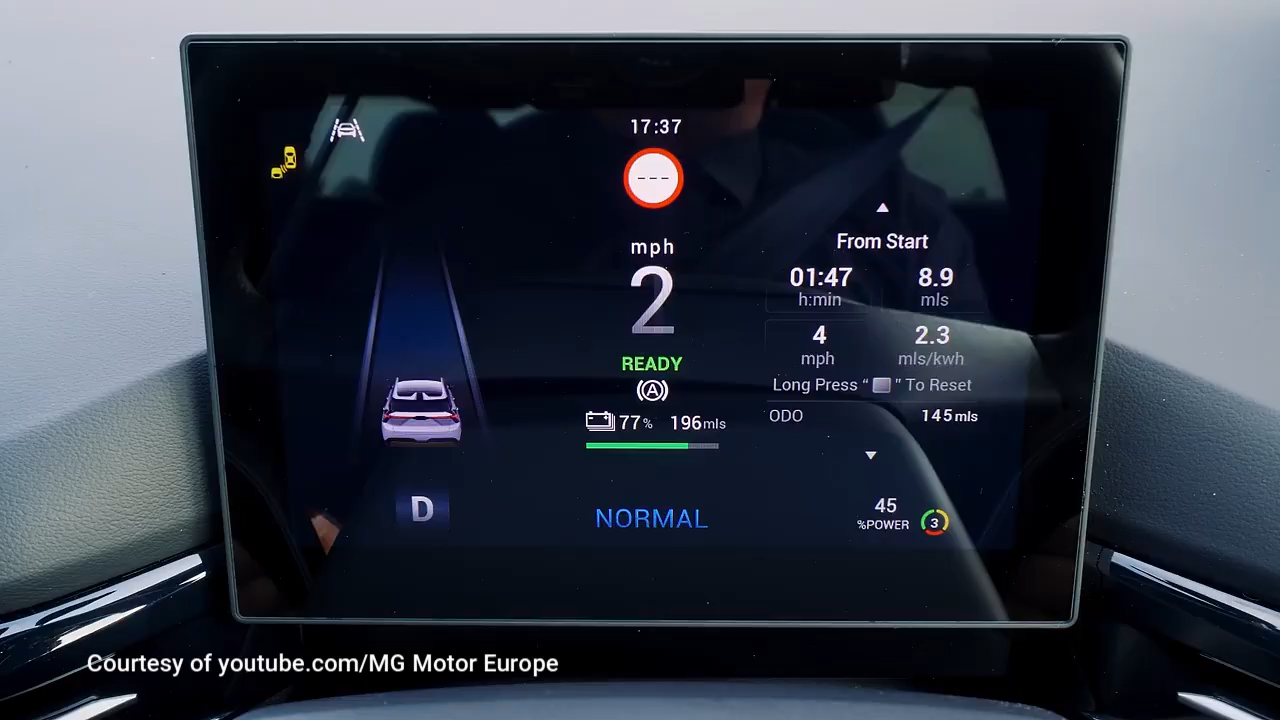 17:37
---
mph
2
READY
A
77% 196mls
From Start
01:47 8.9
h:min mls
4 2.3
mph mls/kwh
Long Press “ ” To Reset
ODO 145mls
D
NORMAL
45
%POWER 3
Courtesy of youtube.com/MG Motor Europe